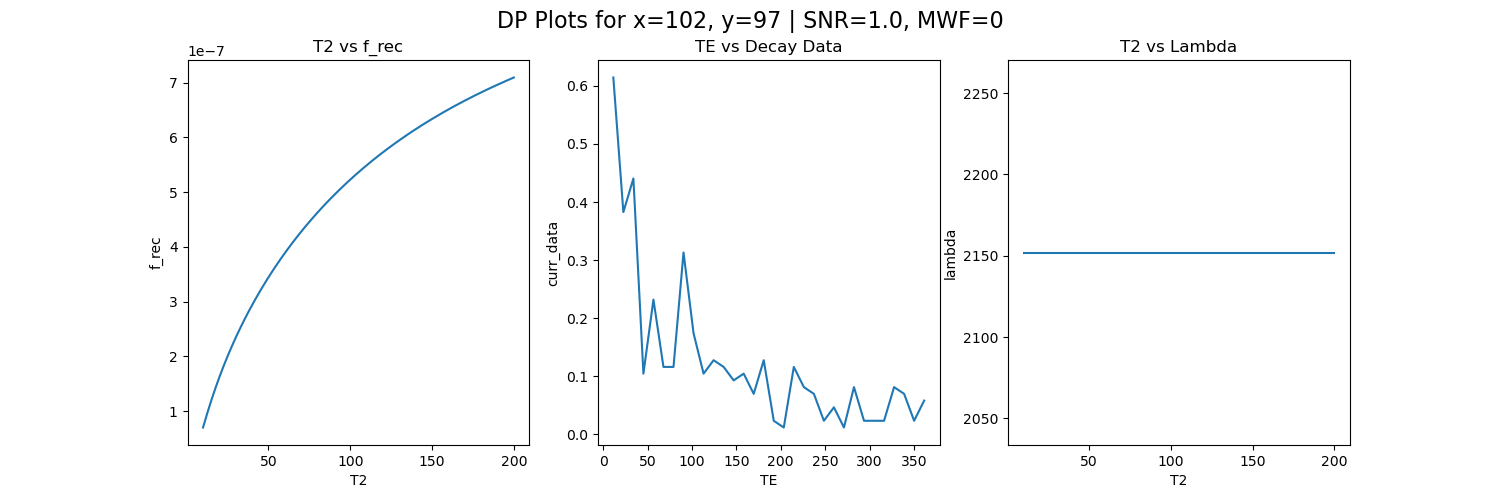 DP Plots for x=102, y=97 | SNR=1.0, MWF=0
T2 vs f_rec
1e−7
7
6
5
4
3
2
1
f_rec
50 100 150 200
T2
TE vs Decay Data
0.6
0.5
0.4
0.3
0.2
0.1
0.0
curr_data
0 50 100 150 200 250 300 350
TE
T2 vs Lambda
2250
2200
2150
2100
2050
lambda
50 100 150 200
T2